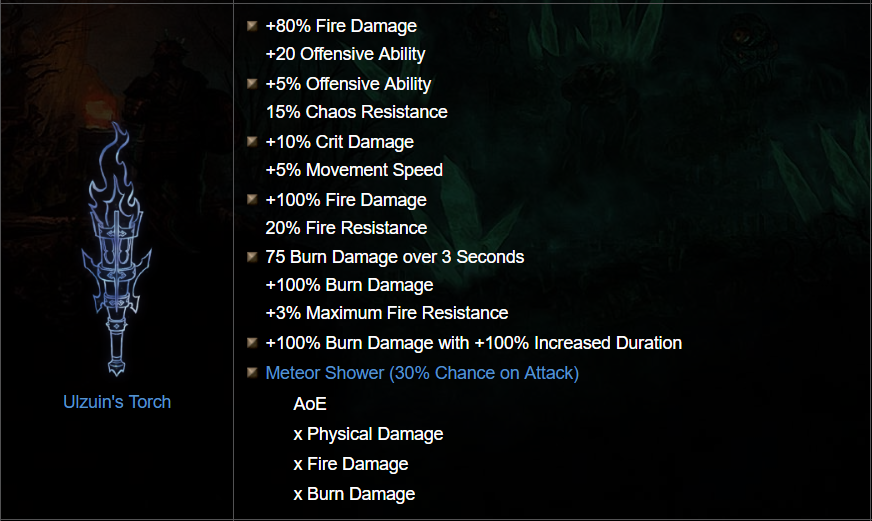 +80% Fire Damage
+20 Offensive Ability
+5% Offensive Ability
15% Chaos Resistance
+10% Crit Damage
+5% Movement Speed
+100% Fire Damage
20% Fire Resistance
75 Burn Damage over 3 Seconds
+100% Burn Damage
+3% Maximum Fire Resistance
+100% Burn Damage with +100% Increased Duration
Meteor Shower (30% Chance on Attack)
AoE
x Physical Damage
x Fire Damage
x Burn Damage
Ulzuin's Torch